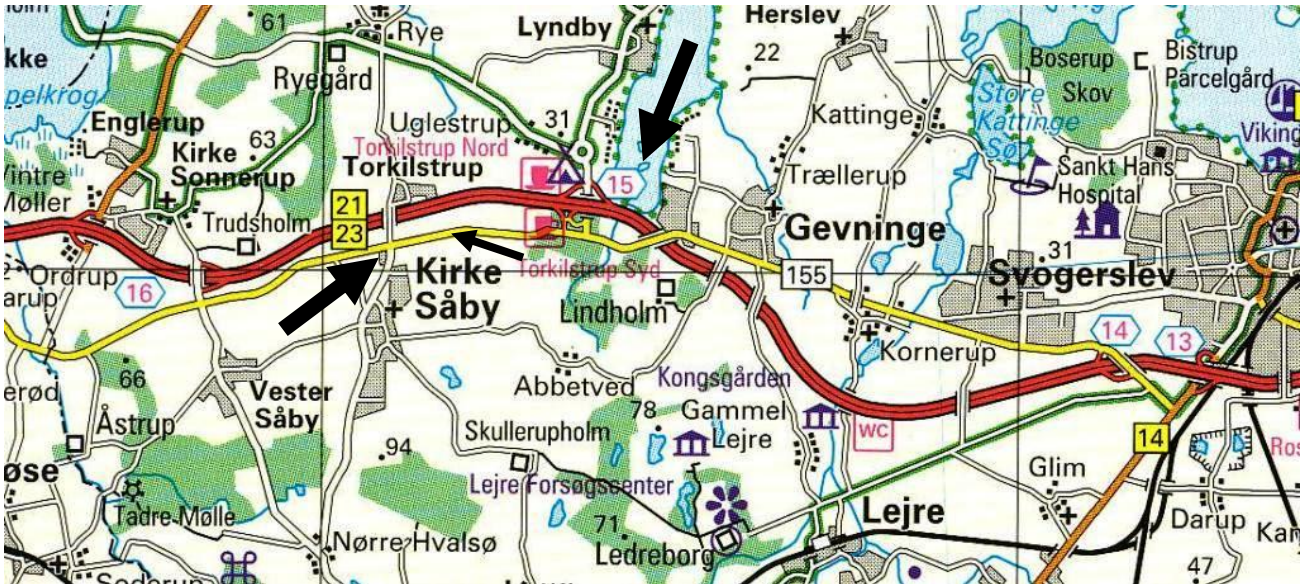 Lyndby
Herslev
Rye
61
kke
Ryegård
22
Boserup
Skov
Bistrup
Parcelgård
pelkrog
Englerup
Uglestrup
31
Kattinge
Store
Kattinge
Sø
Viking
Kirke
Sonnerup
63
Torkilstrup Nord
Torkilstrup
15
Trællerup
Sankt Hans
Hospital
Vintre
Møller
Trudsholm
21
23
Gevninge
31
Ordrup
arup
16
Kirke
Såby
Torkilstrup Syd
155
Svogerslev
Lindholm
14
13
Kornerup
erød
66
Vester
Såby
Abbetved
Kongsgården
78
Gammel
Lejre
WC
Åstrup
94
Skullerupholm
14
Ros
øse
Glim
Lejre Forsøgscenter
Tadre Mølle
71
Lejre
Darup
Kar
Nørre Hvalsø
Ledreborg
47
Soderup